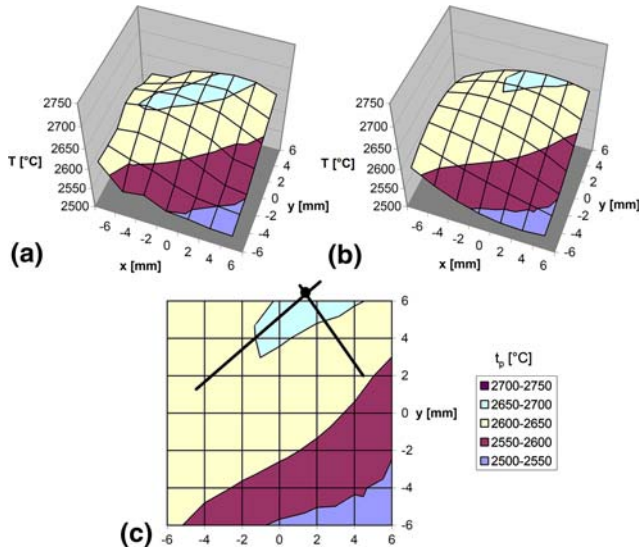 2750
2700
T [°C] 2650
2600
2550
2500
-6 -4 -2 0 2 4 6
x [mm]
6
4
2
0
-2
-4
-6
y [mm]
(a)
2750
2700
T [°C] 2650
2600
2550
2500
-6 -4 -2 0 2 4 6
x [mm]
6
4
2
0
-2
-4
-6
y [mm]
(b)
6
4
2
0 y [mm]
-2
-4
-6
-6 -4 -2 0 2 4 6
x [mm]
(c)
tp [°C]
2700-2750
2650-2700
2600-2650
2550-2600
2500-2550